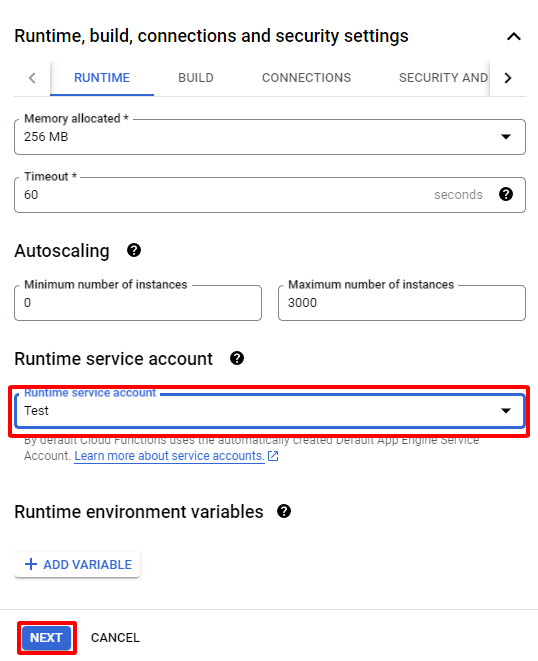 Runtime, build, connections and security settings
RUNTIME BUILD CONNECTIONS SECURITY AND
Memory allocated *
256 MB
Timeout *
60 seconds
Autoscaling
Minimum number of instances Maximum number of instances
0 3000
Runtime service account
Runtime service account
Test
By default Cloud Functions uses the automatically created Default App Engine Service
Account. Learn more about service accounts.
Runtime environment variables
ADD VARIABLE
NEXT CANCEL